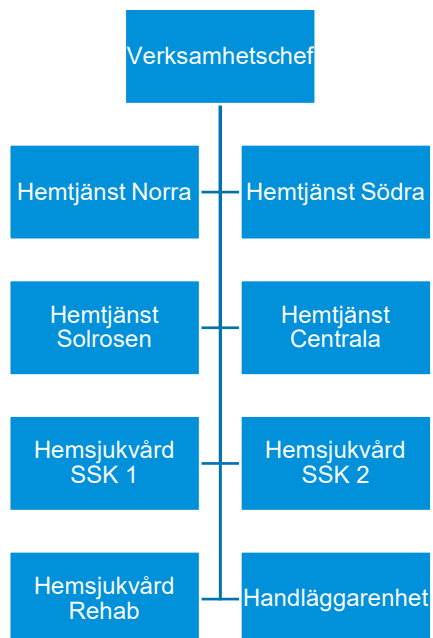 Verksamhetschef
Hemtjänst Norra
Hemtjänst Södra
Hemtjänst
Solrosen
Hemtjänst
Centrala
Hemsjukvård
SSK 1
Hemsjukvård
SSK 2
Hemsjukvård
Rehab
Handläggarenhet